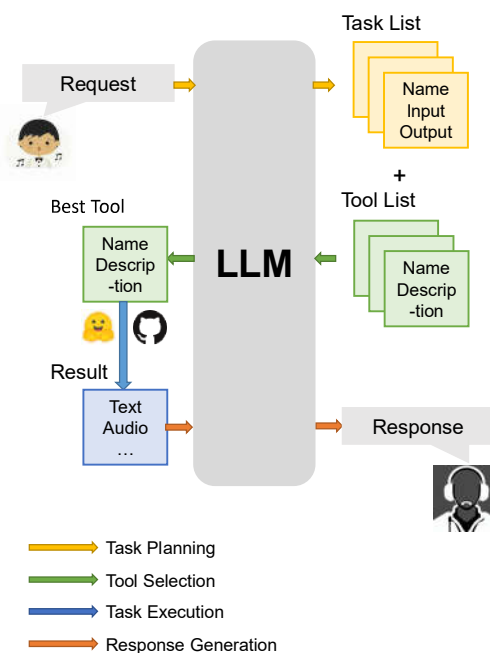 Task List
Request
Name
Input
Output
+
Tool List
Best Tool
Name
Descrip
-tion
LLM
Name
Descrip
-tion
Result
Text
Audio
…
Response
Task Planning
Tool Selection
Task Execution
Response Generation